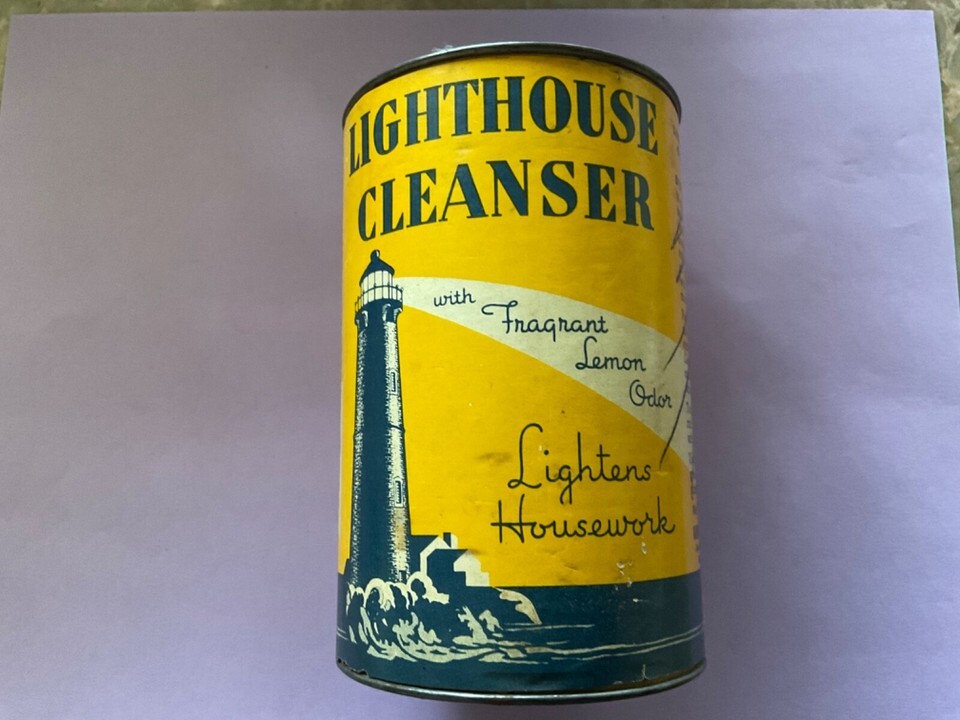 LIGHTHOUSE
CLEANSER
with
Fragrant
Lemon
Odor
Lightens
Housework